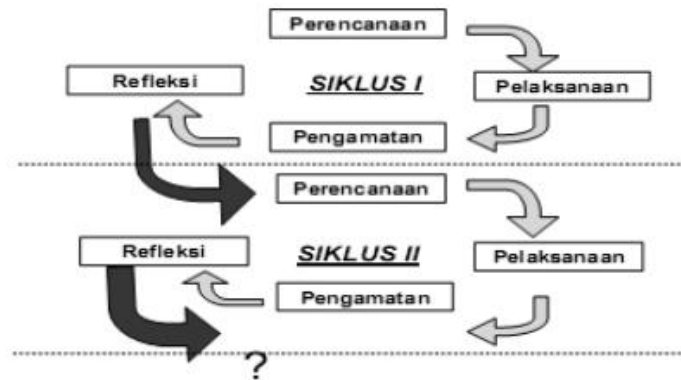 Perencanaan
Refleksi
SIKLUS I
Pelaksanaan
Pengamatan
Perencanaan
Refleksi
SIKLUS II
Pelaksanaan
Pengamatan
?